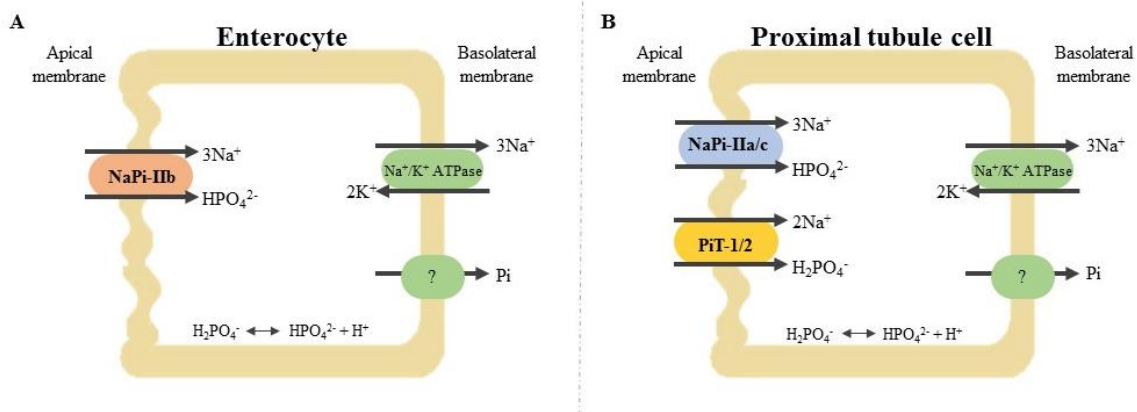 A
Enterocyte
Apical
membrane
Basolateral
membrane
NaPi-IIb
3Na⁺
HPO₄²⁻
3Na⁺
Na⁺/K⁺ ATPase
2K⁺
?
Pi
H₂PO₄⁻ ⟷ HPO₄²⁻ + H⁺
B
Proximal tubule cell
Apical
membrane
Basolateral
membrane
3Na⁺
NaPi-IIa/c
HPO₄²⁻
2Na⁺
PiT-1/2
H₂PO₄⁻
3Na⁺
Na⁺/K⁺ ATPase
2K⁺
?
Pi
H₂PO₄⁻ ⟷ HPO₄²⁻ + H⁺